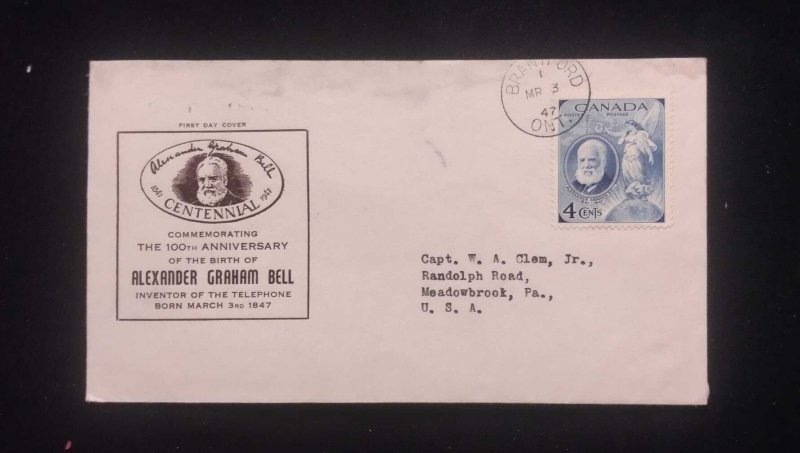 FIRST DAY COVER
Alexander Graham Bell
1847 1947
CENTENNIAL
COMMEMORATING
THE 100TH ANNIVERSARY
OF THE BIRTH OF
ALEXANDER GRAHAM BELL
INVENTOR OF THE TELEPHONE
BORN MARCH 3RD 1847
BRANTFORD
1
MR 3
47
ONT.
CANADA
POSTES POSTAGE
4 CENTS
Capt. W. A. Clem, Jr.,
Randolph Road,
Meadowbrook, Pa.,
U. S. A.